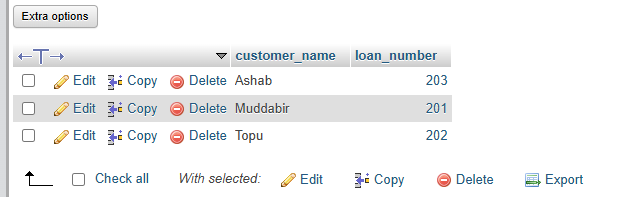 Extra options
customer_name loan_number
Edit Copy Delete Ashab 203
Edit Copy Delete Muddabir 201
Edit Copy Delete Topu 202
Check all With selected: Edit Copy Delete Export